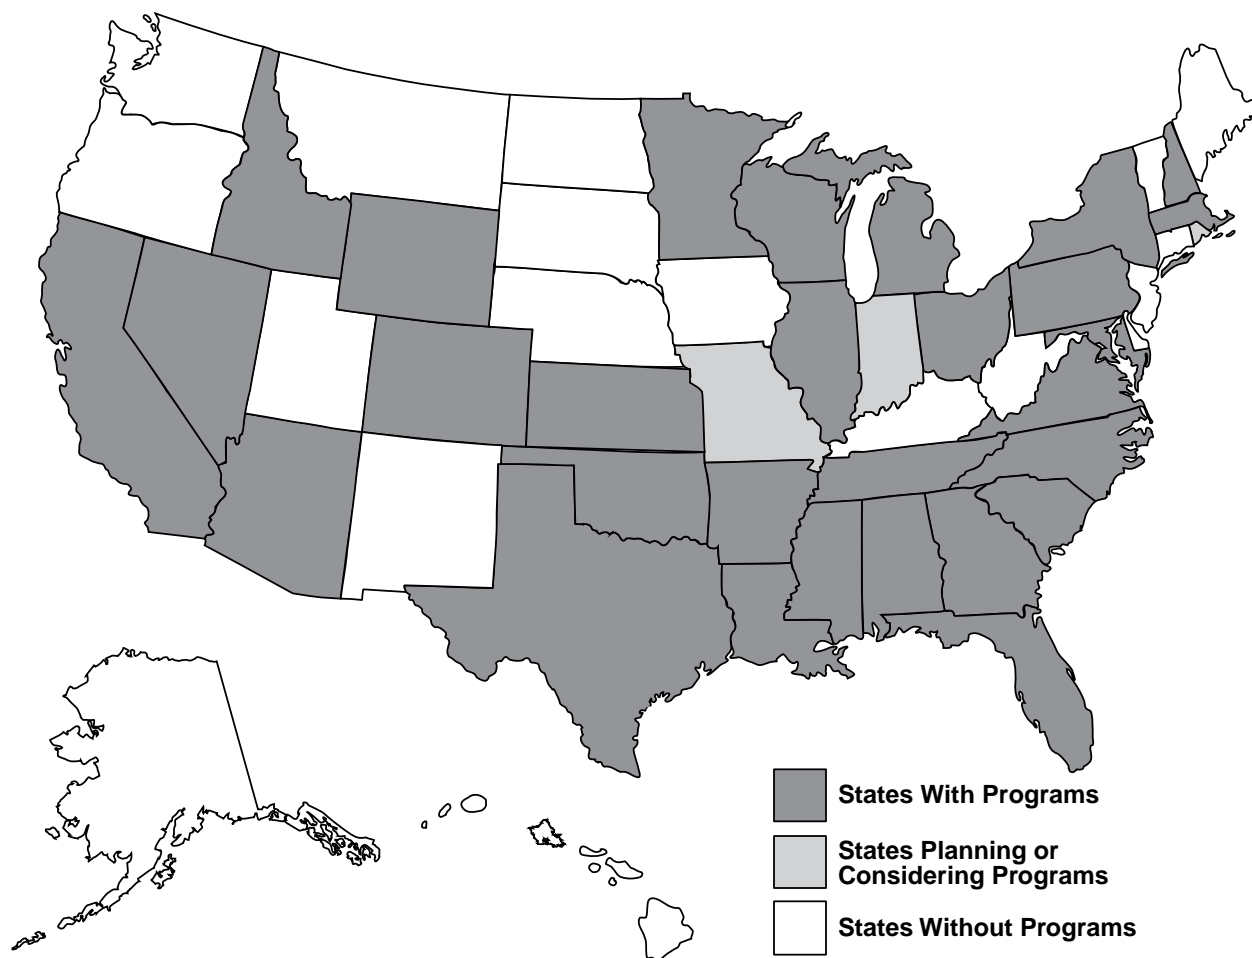 States With Programs
States Planning or
Considering Programs
States Without Programs